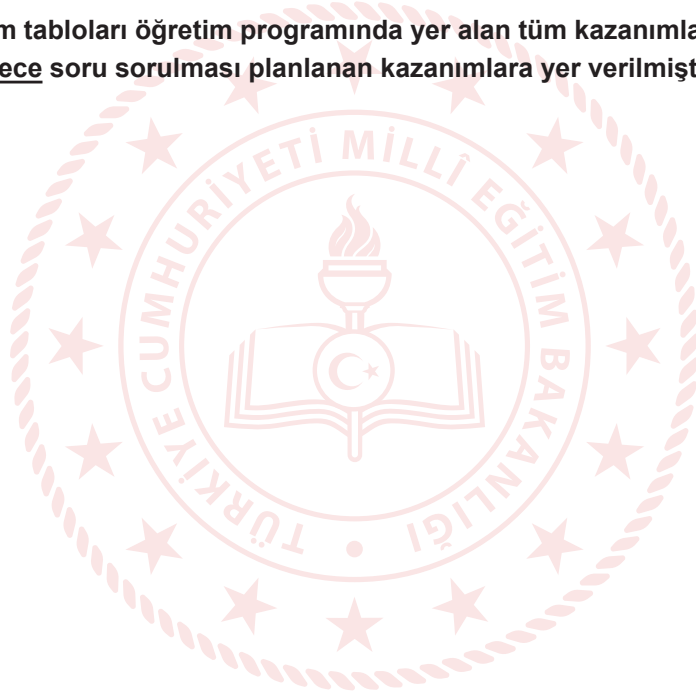 m tabloları öğretim programında yer alan tüm kazanımla
ece soru sorulması planlanan kazanımlara yer verilmişt
TÜRKİYE CUMHURİYETİ MİLLÎ EĞİTİM BAKANLIĞI